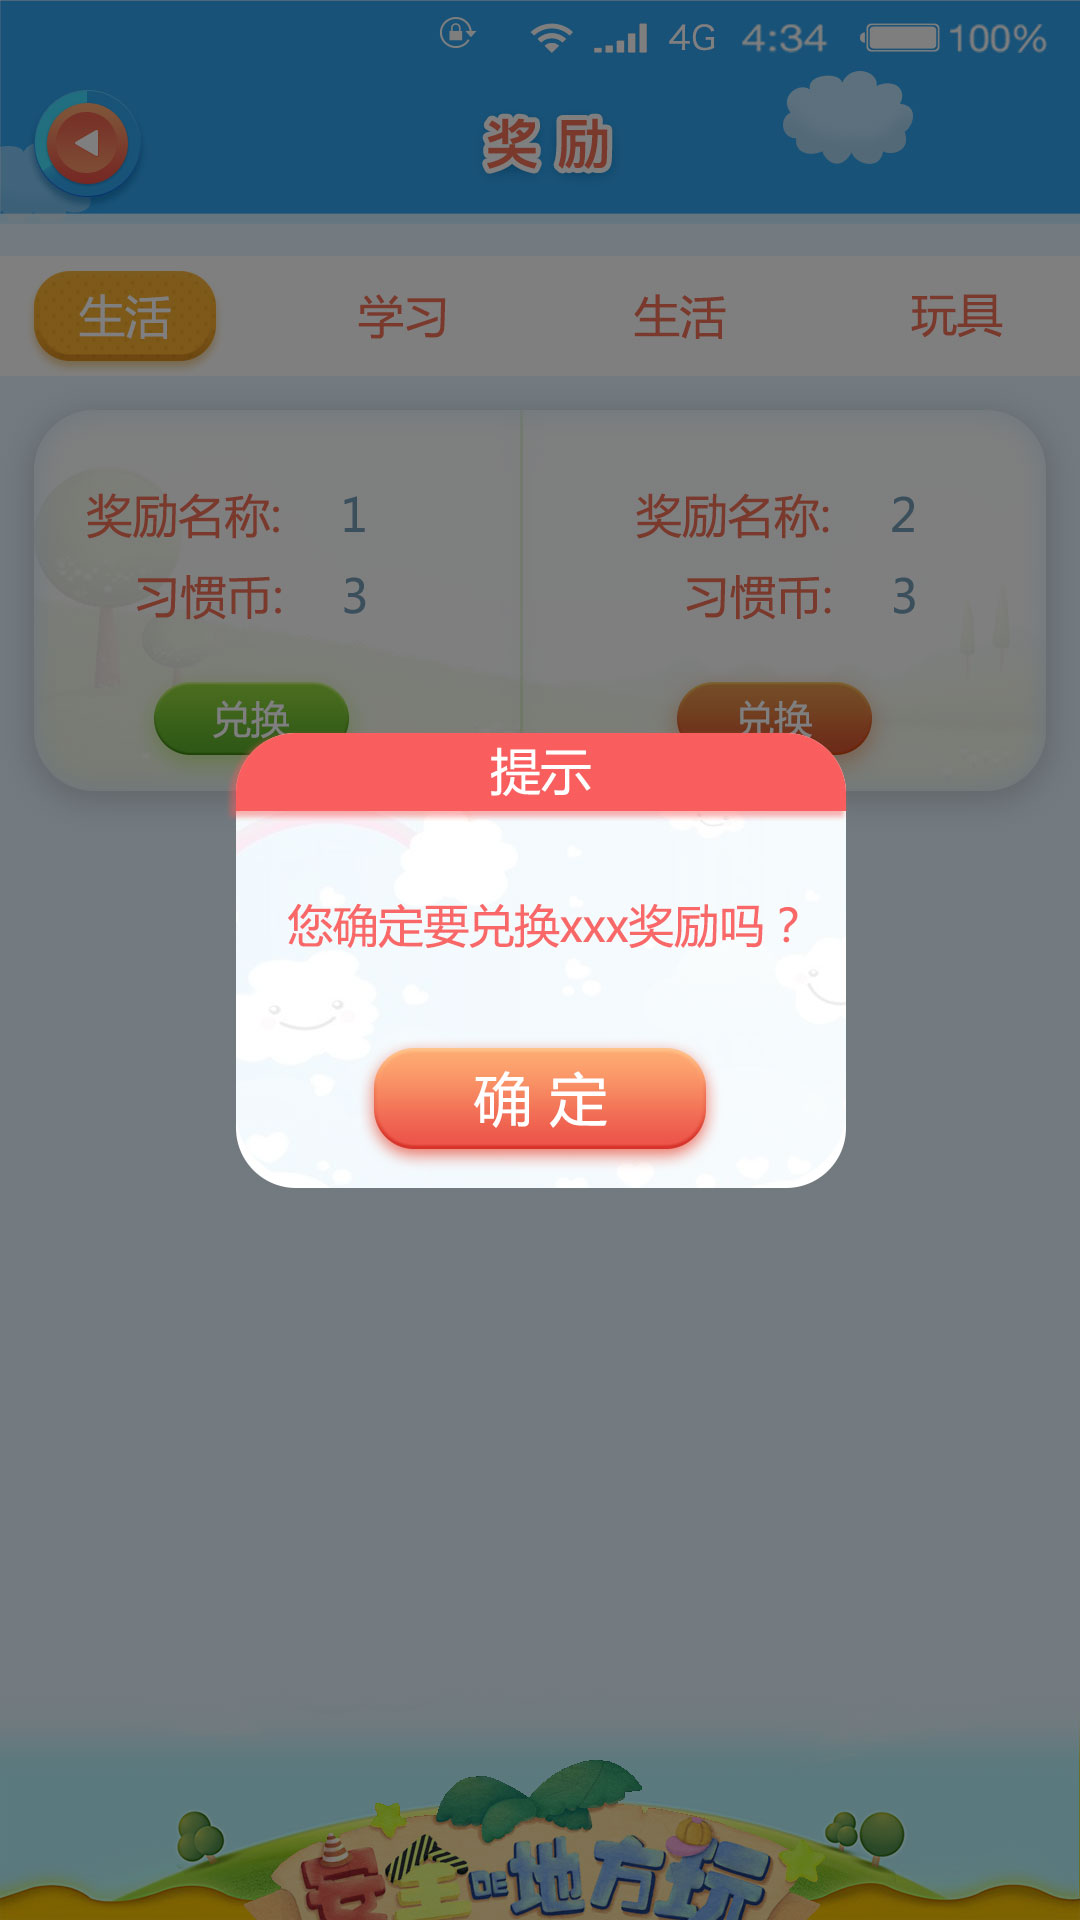 4G 4:34 100%
奖励
生活 学习 生活 玩具
奖励名称: 1 奖励名称: 2
习惯币: 3 习惯币: 3
兑换 兑换
提示
您确定要兑换xxx奖励吗？
确定
安全DE地方玩